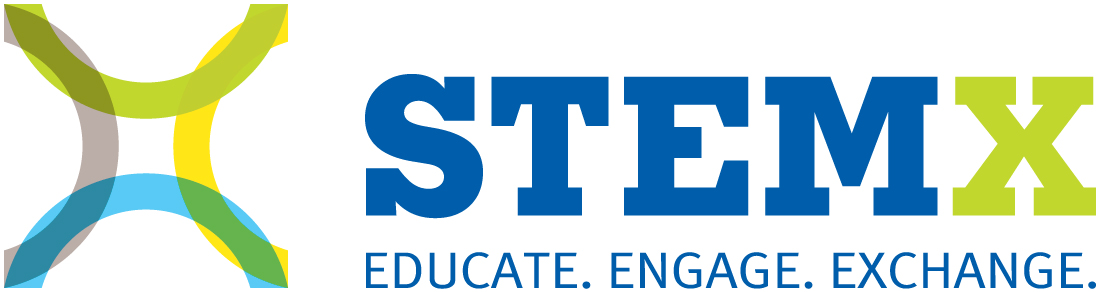 STEMX
EDUCATE. ENGAGE. EXCHANGE.